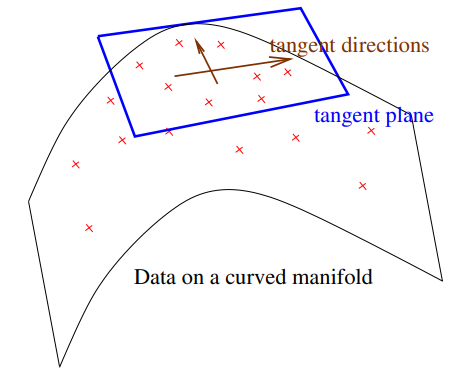 tangent directions
tangent plane
Data on a curved manifold